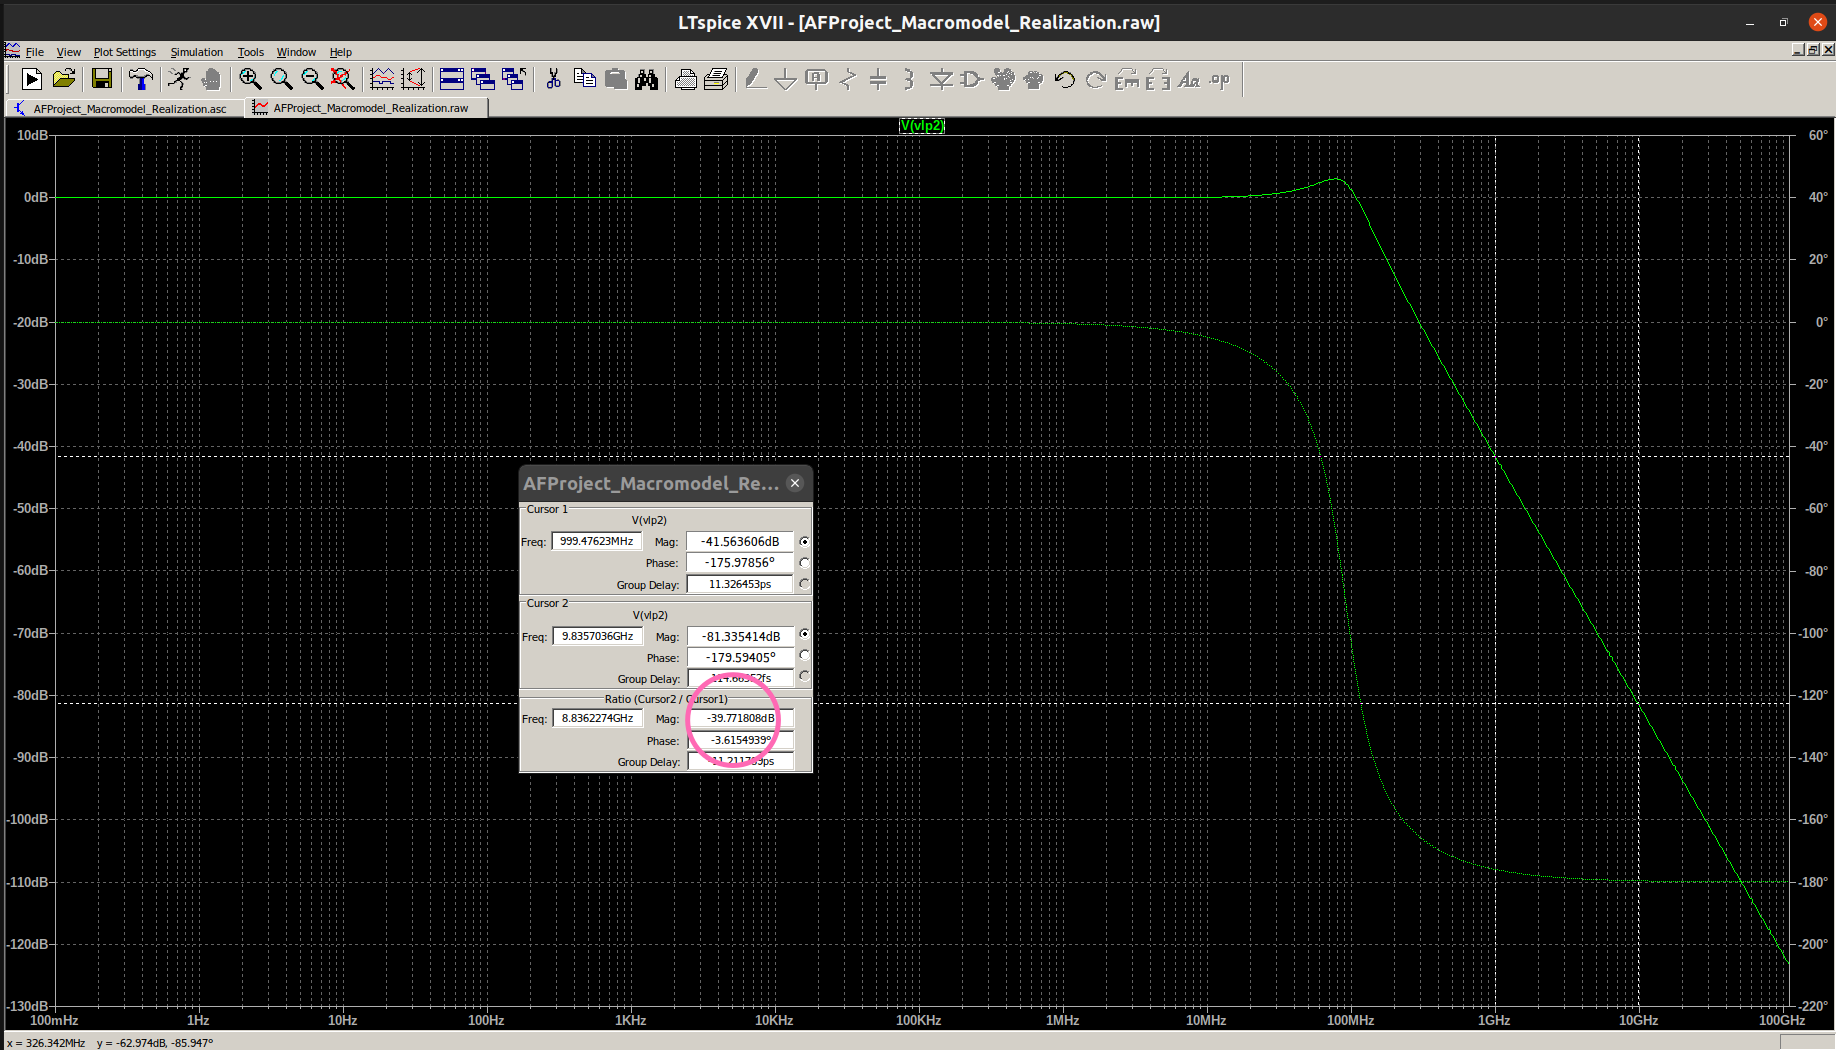 LTspice XVII - [AFProject_Macromodel_Realization.raw]
File View Plot Settings Simulation Tools Window Help
AFProject_Macromodel_Realization.asc AFProject_Macromodel_Realization.raw
V(vlp2)
10dB 60°
0dB 40°
-10dB 20°
-20dB 0°
-30dB -20°
-40dB -40°
-50dB -60°
-60dB -80°
-70dB -100°
-80dB -120°
-90dB -140°
-100dB -160°
-110dB -180°
-120dB -200°
-130dB -220°
100mHz 1Hz 10Hz 100Hz 1KHz 10KHz 100KHz 1MHz 10MHz 100MHz 1GHz 10GHz 100GHz
AFProject_Macromodel_Re...
Cursor 1
V(vlp2)
Freq: 999.47623MHz Mag: -41.563606dB
Phase: -175.97856°
Group Delay: 11.326453ps
Cursor 2
V(vlp2)
Freq: 9.8357036GHz Mag: -81.335414dB
Phase: -179.59405°
Group Delay:
Ratio (Cursor2 / Cursor1)
Freq: 8.8362274GHz Mag: -39.771808dB
Phase: -3.6154939°
Group Delay:
x = 326.342MHz y = -62.974dB, -85.947°